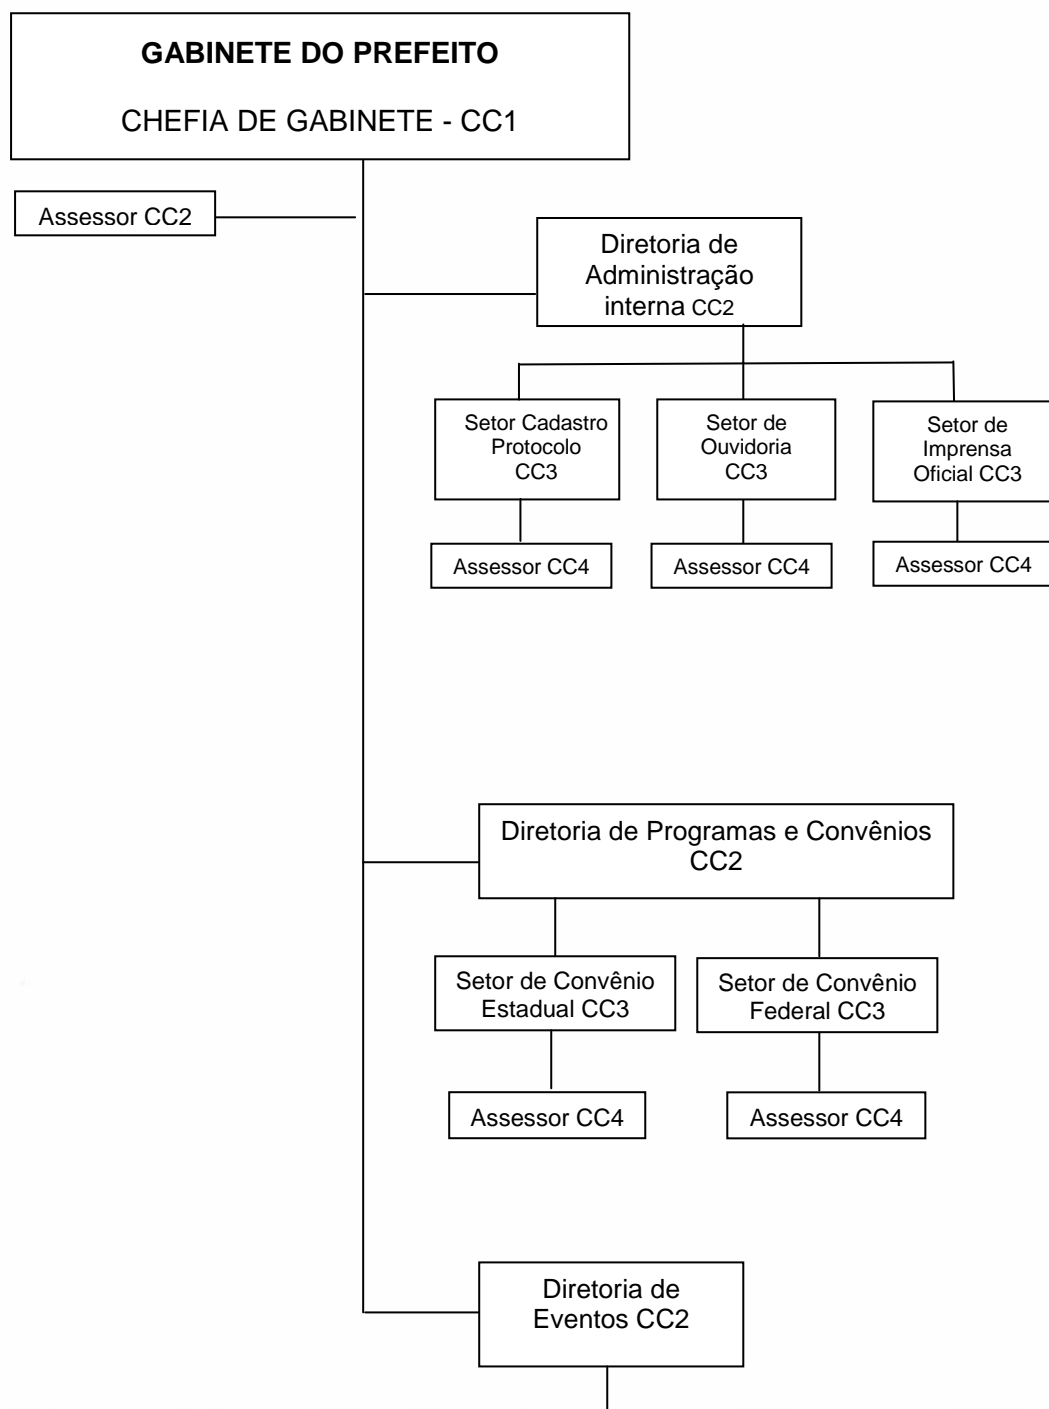 GABINETE DO PREFEITO
CHEFIA DE GABINETE - CC1
Assessor CC2
Diretoria de
Administração
interna CC2
Setor Cadastro
Protocolo
CC3
Setor de
Ouvidoria
CC3
Setor de
Imprensa
Oficial CC3
Assessor CC4
Assessor CC4
Assessor CC4
Diretoria de Programas e Convênios
CC2
Setor de Convênio
Estadual CC3
Setor de Convênio
Federal CC3
Assessor CC4
Assessor CC4
Diretoria de
Eventos CC2